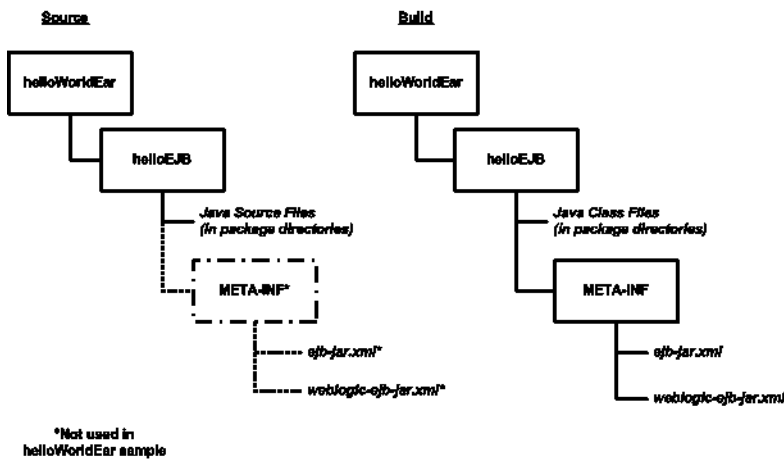 Source
helloWorldEar
helloEJB
Java Source Files
(in package directories)
META-INF*
ejb-jar.xml*
weblogic-ejb-jar.xml*
*Not used in
helloWorldEar sample
Build
helloWorldEar
helloEJB
Java Class Files
(in package directories)
META-INF
ejb-jar.xml
weblogic-ejb-jar.xml